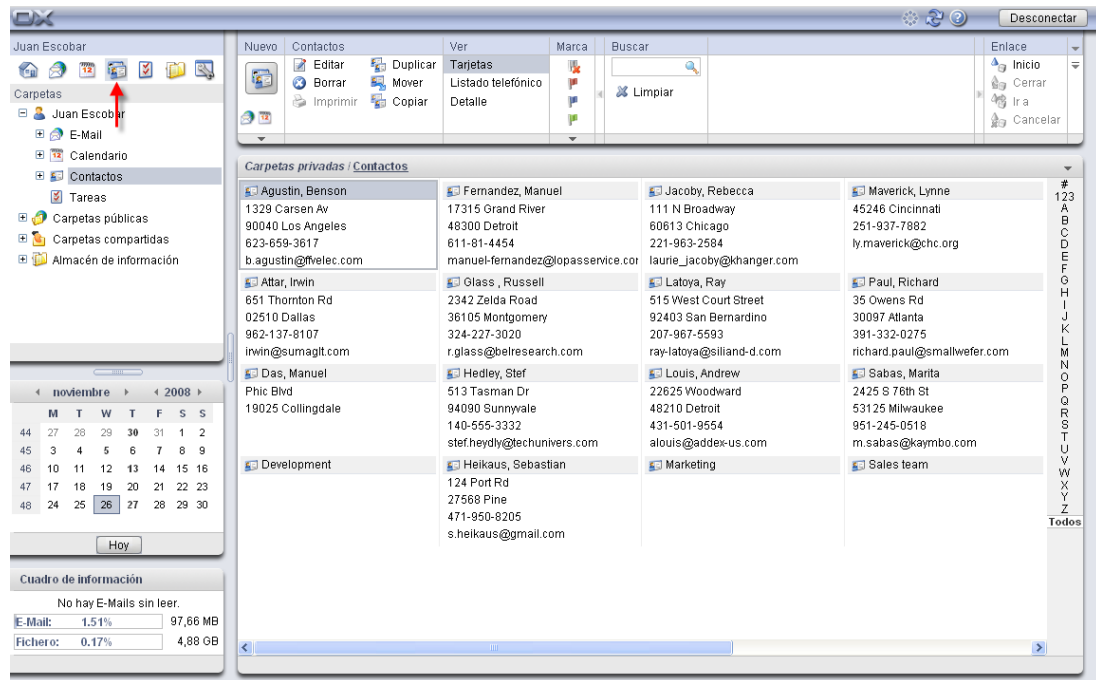 OX
Desconectar
Juan Escobar
Carpetas
Juan Escobar
E-Mail
Calendario
Contactos
Tareas
Carpetas públicas
Carpetas compartidas
Almacén de información
noviembre 2008
M T W T F S S
44 27 28 29 30 31 1 2
45 3 4 5 6 7 8 9
46 10 11 12 13 14 15 16
47 17 18 19 20 21 22 23
48 24 25 26 27 28 29 30
Hoy
Cuadro de información
No hay E-Mails sin leer.
E-Mail: 1.51% 97,66 MB
Fichero: 0.17% 4,88 GB
Nuevo
Contactos
Editar
Duplicar
Borrar
Mover
Imprimir
Copiar
Ver
Tarjetas
Listado telefónico
Detalle
Marca
Buscar
Limpiar
Enlace
Inicio
Cerrar
Ir a
Cancelar
Carpetas privadas / Contactos
Agustin, Benson
1329 Carsen Av
90040 Los Angeles
623-659-3617
b.agustin@ffvelec.com
Attar, Irwin
651 Thornton Rd
02510 Dallas
962-137-8107
irwin@sumaglt.com
Das, Manuel
Phic Blvd
19025 Collingdale
Development
Fernandez, Manuel
17315 Grand River
48300 Detroit
611-81-4454
manuel-fernandez@lopasservice.cor
Glass , Russell
2342 Zelda Road
36105 Montgomery
324-227-3020
r.glass@belresearch.com
Hedley, Stef
513 Tasman Dr
94090 Sunnyvale
140-555-3332
stef.heydly@techunivers.com
Heikaus, Sebastian
124 Port Rd
27568 Pine
471-950-8205
s.heikaus@gmail.com
Jacoby, Rebecca
111 N Broadway
60613 Chicago
221-963-2584
laurie_jacoby@khanger.com
Latoya, Ray
515 West Court Street
92403 San Bernardino
207-967-5593
ray-latoya@siliand-d.com
Louis, Andrew
22625 Woodward
48210 Detroit
431-501-9554
alouis@addex-us.com
Marketing
Maverick, Lynne
45246 Cincinnati
251-937-7882
ly.maverick@chc.org
Paul, Richard
35 Owens Rd
30097 Atlanta
391-332-0275
richard.paul@smallwefer.com
Sabas, Marita
2425 S 76th St
53125 Milwaukee
951-245-0518
m.sabas@kaymbo.com
Sales team
#
123
A
B
C
D
E
F
G
H
I
J
K
L
M
N
O
P
Q
R
S
T
U
V
W
X
Y
Z
Todos